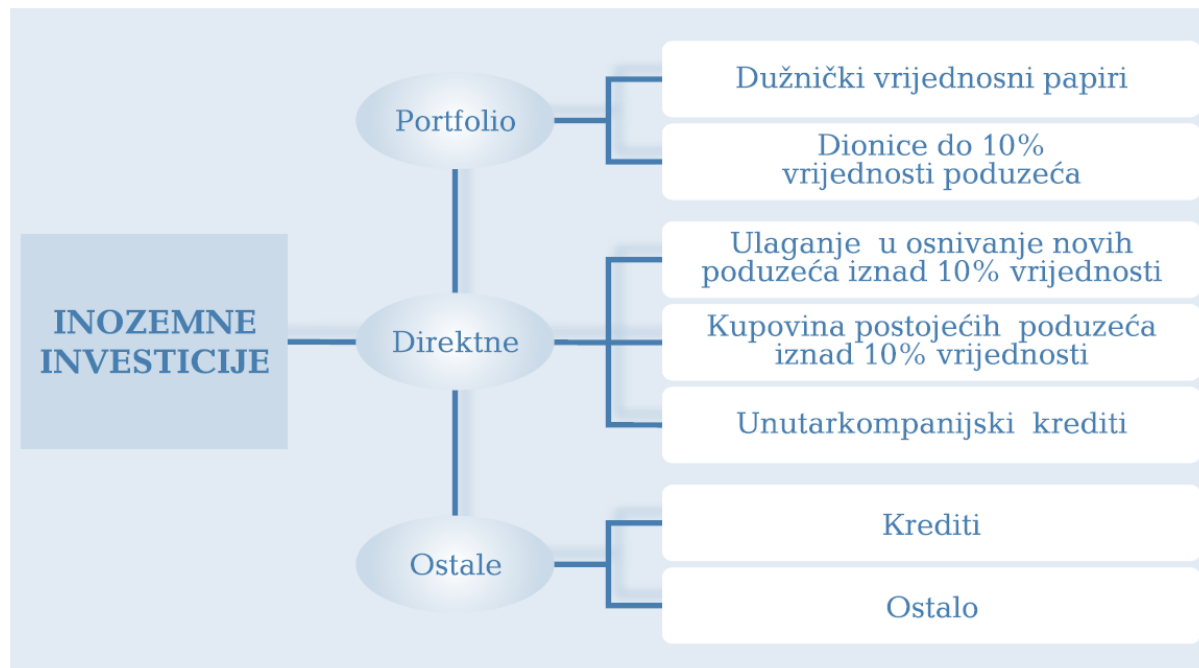 INOZEMNE
INVESTICIJE
Portfolio
Dužnički vrijednosni papiri
Dionice do 10%
vrijednosti poduzeća
Direktne
Ulaganje u osnivanje novih
poduzeća iznad 10% vrijednosti
Kupovina postojećih poduzeća
iznad 10% vrijednosti
Unutarkompanijski krediti
Ostale
Krediti
Ostalo